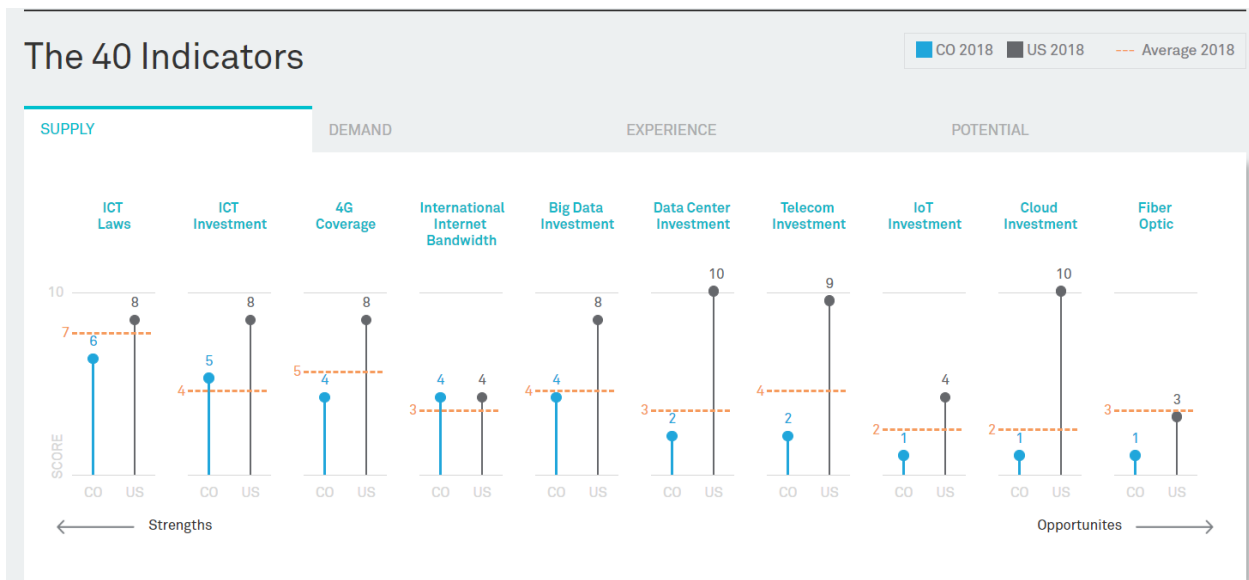 The 40 Indicators
CO 2018 US 2018 --- Average 2018
SUPPLY DEMAND EXPERIENCE POTENTIAL
ICT
Laws
ICT
Investment
4G
Coverage
International
Internet
Bandwidth
Big Data
Investment
Data Center
Investment
Telecom
Investment
IoT
Investment
Cloud
Investment
Fiber
Optic
10
SCORE
7 6 8
4 5 8
5 4 8
3 4 4
4 4 8
3 2 10
4 2 9
2 1 4
2 1 10
3 1 3
CO US CO US CO US CO US CO US CO US CO US CO US CO US CO US
Strengths
Opportunites